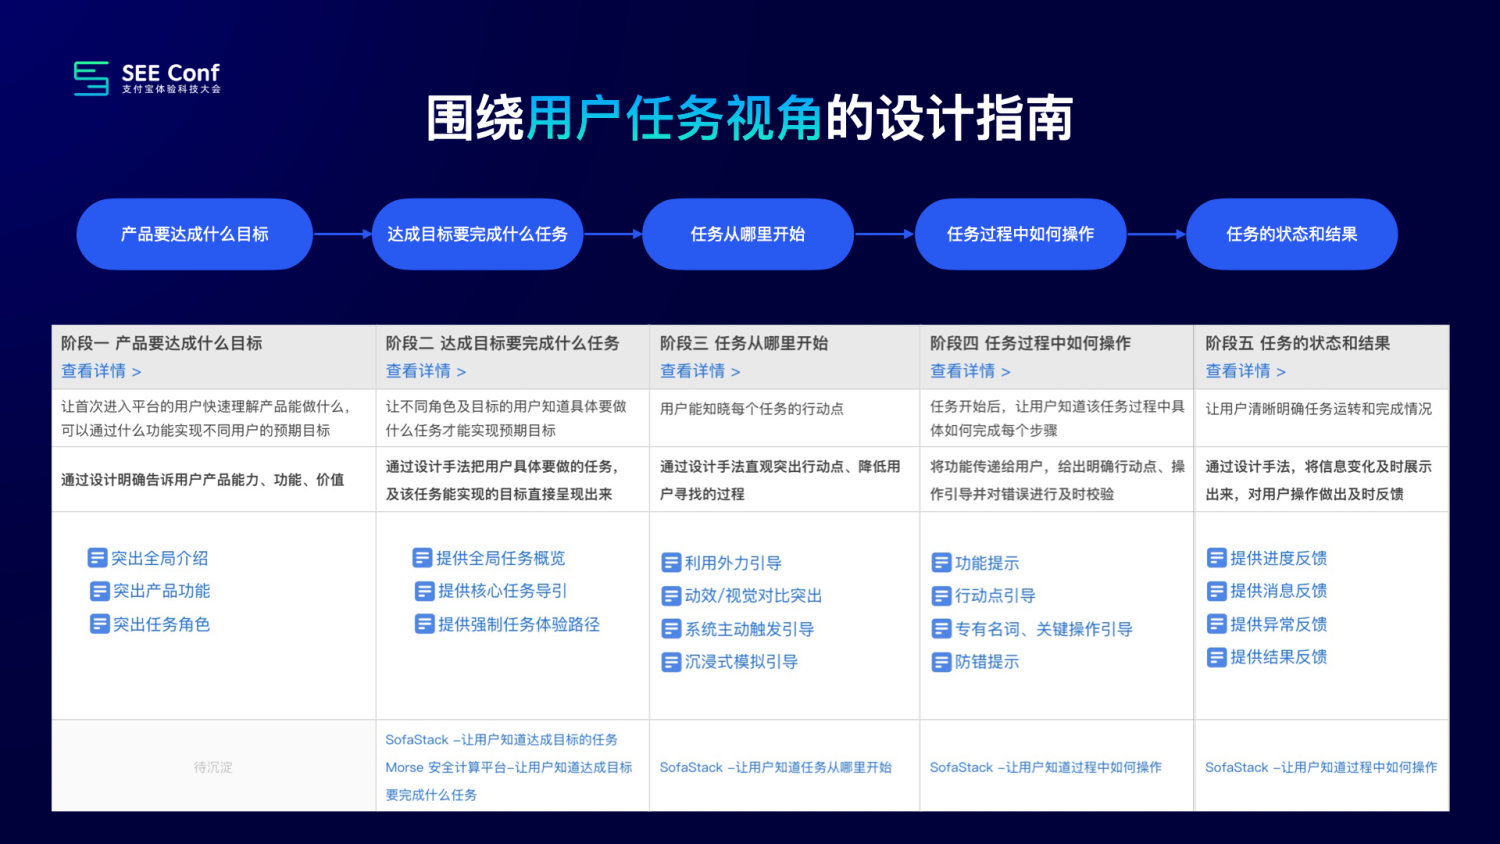 SEE Conf
支付宝体验科技大会
围绕用户任务视角的设计指南
产品要达成什么目标
达成目标要完成什么任务
任务从哪里开始
任务过程中如何操作
任务的状态和结果
阶段一 产品要达成什么目标
查看详情 >
阶段二 达成目标要完成什么任务
查看详情 >
阶段三 任务从哪里开始
查看详情 >
阶段四 任务过程中如何操作
查看详情 >
阶段五 任务的状态和结果
查看详情 >
让首次进入平台的用户快速理解产品能做什么，
可以通过什么功能实现不同用户的预期目标
让不同角色及目标的用户知道具体要做
什么任务才能实现预期目标
用户能知晓每个任务的行动点
任务开始后，让用户知道该任务过程中具
体如何完成每个步骤
让用户清晰明确任务运转和完成情况
通过设计明确告诉用户产品能力、功能、价值
通过设计手法把用户具体要做的任务，
及该任务能实现的目标直接呈现出来
通过设计手法直观突出行动点、降低用
户寻找的过程
将功能传递给用户，给出明确行动点、操
作引导并对错误进行及时校验
通过设计手法，将信息变化及时展示
出来，对用户操作做出及时反馈
突出全局介绍
突出产品功能
突出任务角色
提供全局任务概览
提供核心任务导引
提供强制任务体验路径
利用外力引导
动效/视觉对比突出
系统主动触发引导
沉浸式模拟引导
功能提示
行动点引导
专有名词、关键操作引导
防错提示
提供进度反馈
提供消息反馈
提供异常反馈
提供结果反馈
待沉淀
SofaStack –让用户知道达成目标的任务
Morse 安全计算平台–让用户知道达成目标
要完成什么任务
SofaStack –让用户知道任务从哪里开始
SofaStack –让用户知道过程中如何操作
SofaStack –让用户知道过程中如何操作